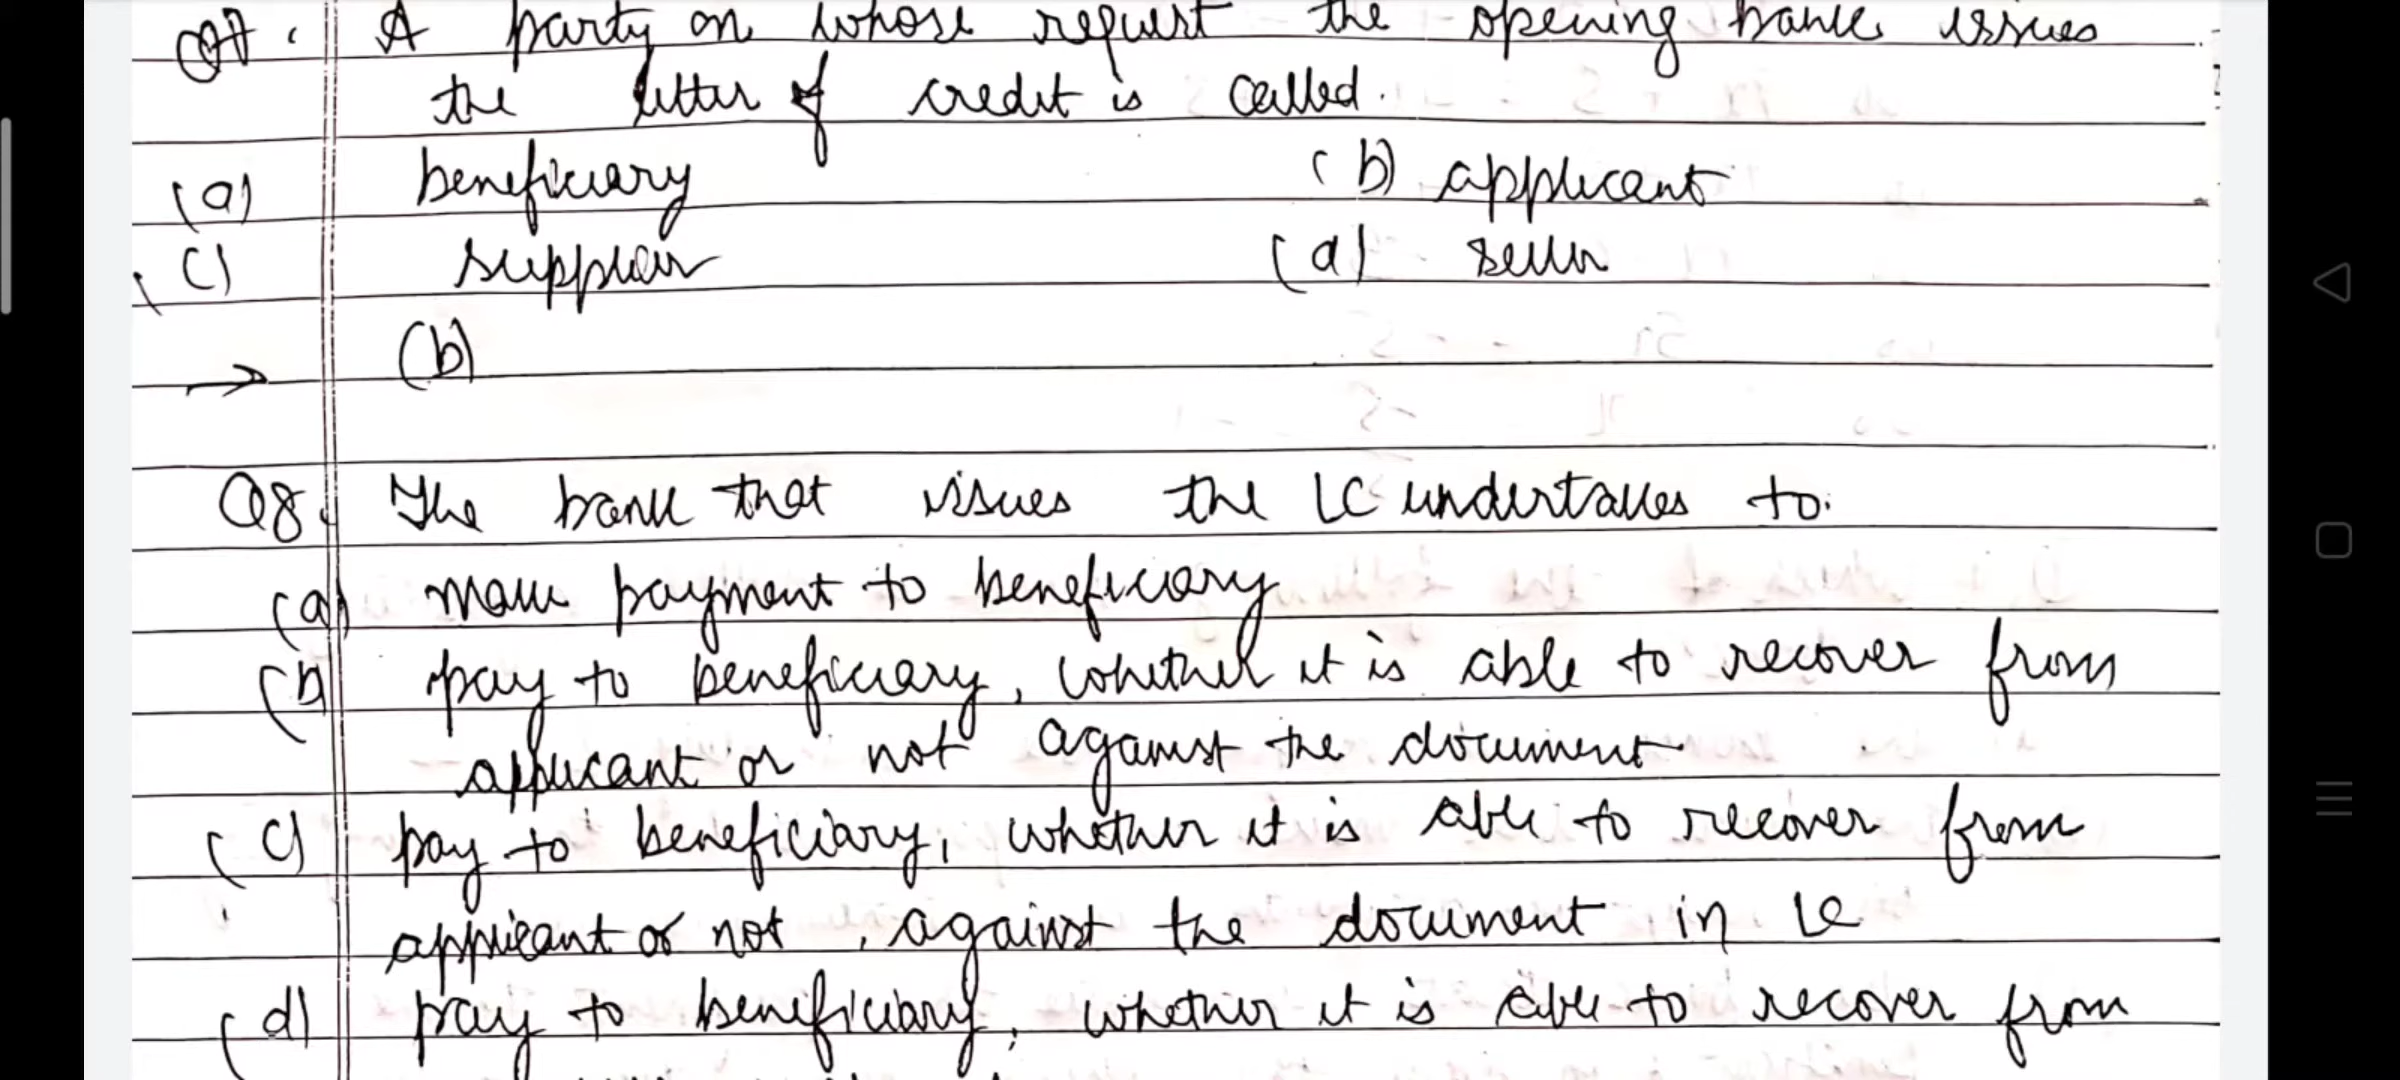 Q7. A party on whose request the opening bank issues
the letter of credit is called.
(a) beneficiary (b) applicant
(c) supplier (d) seller
→ (b)
Q8. The bank that issues the LC undertakes to.
(a) make payment to beneficiary
(b) pay to beneficiary, whether it is able to recover from
applicant or not against the document
(c) pay to beneficiary, whether it is able to recover from
applicant or not, against the document in LC
(d) pay to beneficiary, whether it is able to recover from